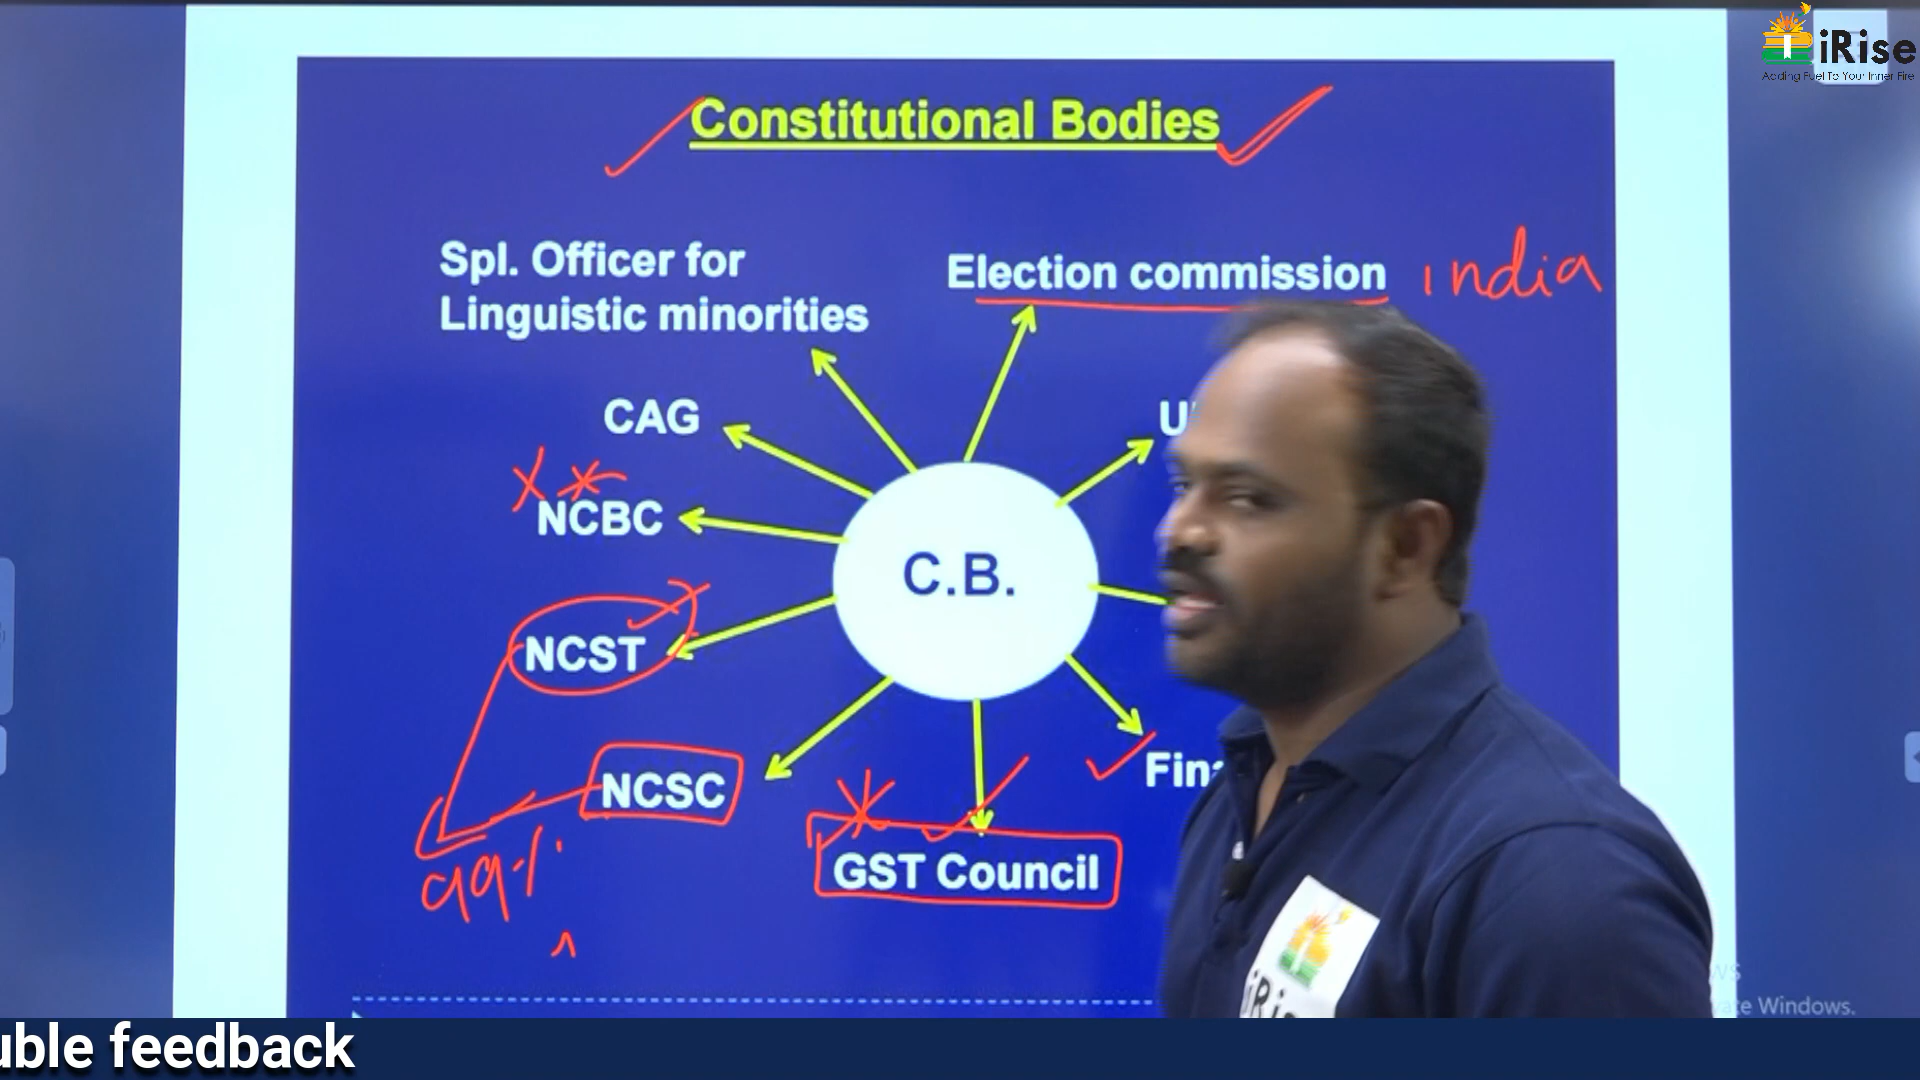 iRise
Adding Fuel To Your Inner Fire
Constitutional Bodies
Spl. Officer for
Linguistic minorities
Election commission india
CAG
NCBC
C.B.
NCST
NCSC
GST Council
99%
feedback